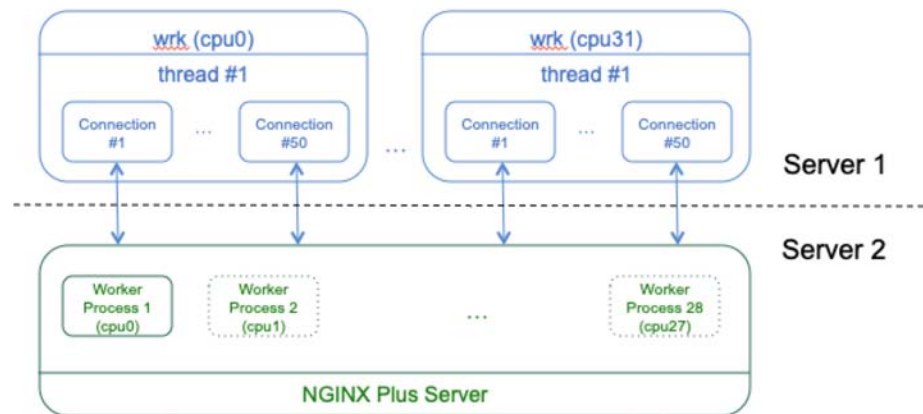 wrk (cpu0)
wrk (cpu31)
thread #1
thread #1
Connection
#1
...
Connection
#50
...
Connection
#1
...
Connection
#50
Server 1
Server 2
Worker
Process 1
(cpu0)
Worker
Process 2
(cpu1)
...
Worker
Process 28
(cpu27)
NGINX Plus Server